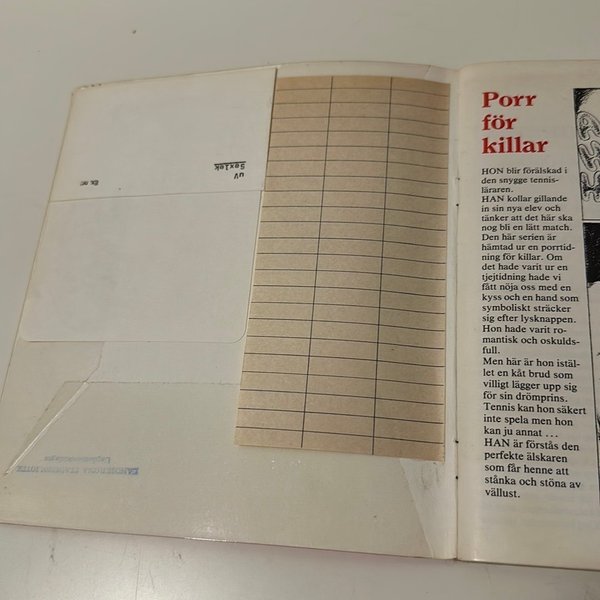 uV
Sexlek
Ex. nr:
LANDSKRONA
Porr
för
killar
HON blir förälskad i
den snygge tennis-
läraren.
HAN kollar gillande
in sin nya elev och
tänker att det här ska
nog bli en lätt match.
Den här serien är
hämtad ur en porrtid-
ning för killar. Om
det hade varit ur en
tjejtidning hade vi
fått nöja oss med en
kyss och en hand som
symboliskt sträcker
sig efter lysknappen.
Hon hade varit ro-
mantisk och oskulds-
full.
Men här är hon istäl-
let en kåt brud som
villigt lägger upp sig
för sin drömprins.
Tennis kan hon säkert
inte spela men hon
kan ju annat ...
HAN är förstås den
perfekte älskaren
som får henne att
stånka och stöna av
vällust.